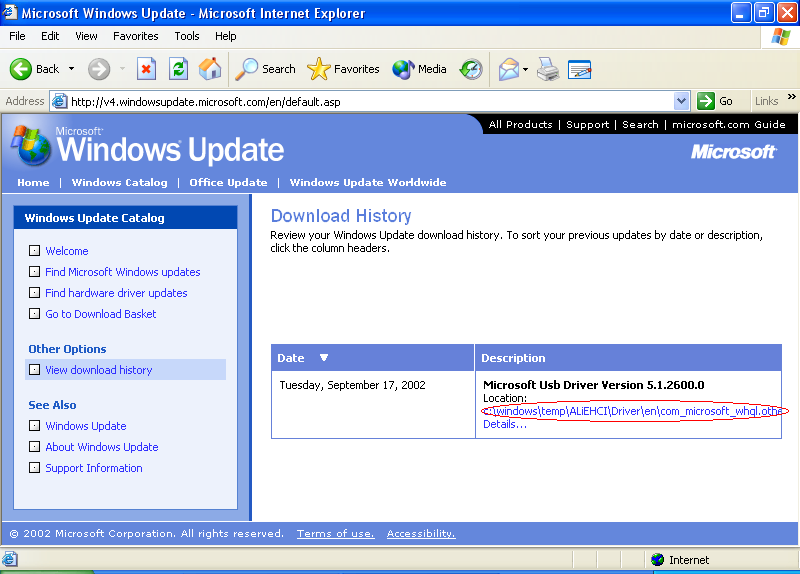 Microsoft Windows Update - Microsoft Internet Explorer
File Edit View Favorites Tools Help
Back Search Favorites Media
Address http://v4.windowsupdate.microsoft.com/en/default.asp Go Links »
All Products | Support | Search | microsoft.com Guide
Microsoft
Windows Update
Microsoft
Home | Windows Catalog | Office Update | Windows Update Worldwide
Windows Update Catalog
Welcome
Find Microsoft Windows updates
Find hardware driver updates
Go to Download Basket
Other Options
View download history
See Also
Windows Update
About Windows Update
Support Information
Download History
Review your Windows Update download history. To sort your previous updates by date or description,
click the column headers.
Date Description
Tuesday, September 17, 2002
Microsoft Usb Driver Version 5.1.2600.0
Location:
c:\windows\temp\ALiEHCI\Driver\en\com_microsoft_whql.othe
Details...
© 2002 Microsoft Corporation. All rights reserved. Terms of use. Accessibility.
Internet